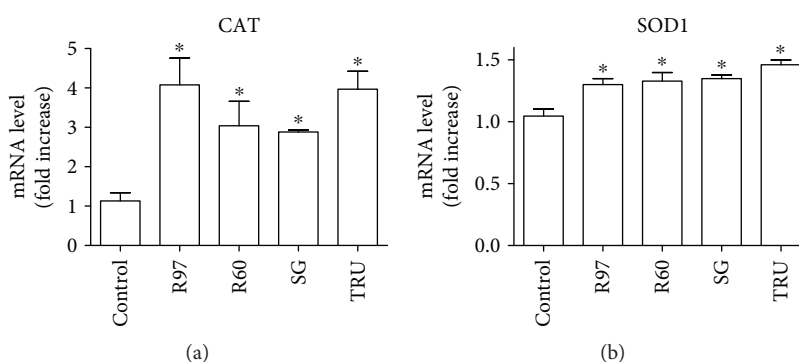 CAT
mRNA level
(fold increase)
5
4
3
2
1
0
*
*
*
*
Control
R97
R60
SG
TRU
(a)
SOD1
mRNA level
(fold increase)
1.5
1.0
0.5
0.0
*
*
*
*
Control
R97
R60
SG
TRU
(b)